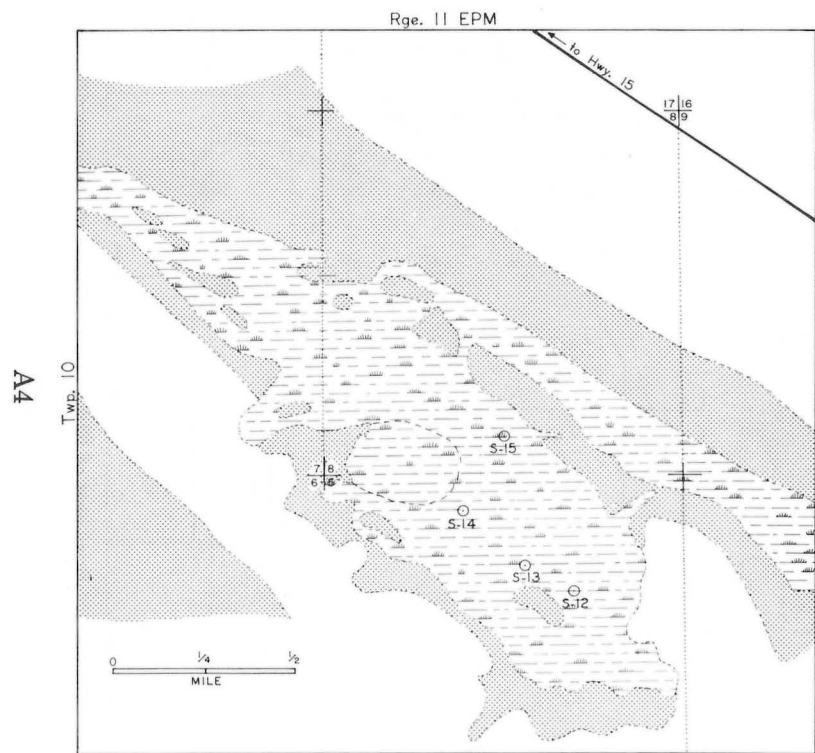 Rge. 11 EPM
to Hwy. 15
17 16
8 9
A4
Twp. 10
S-15
7 8
6 5
S-14
S-13
S-12
0 1/4 1/2
MILE